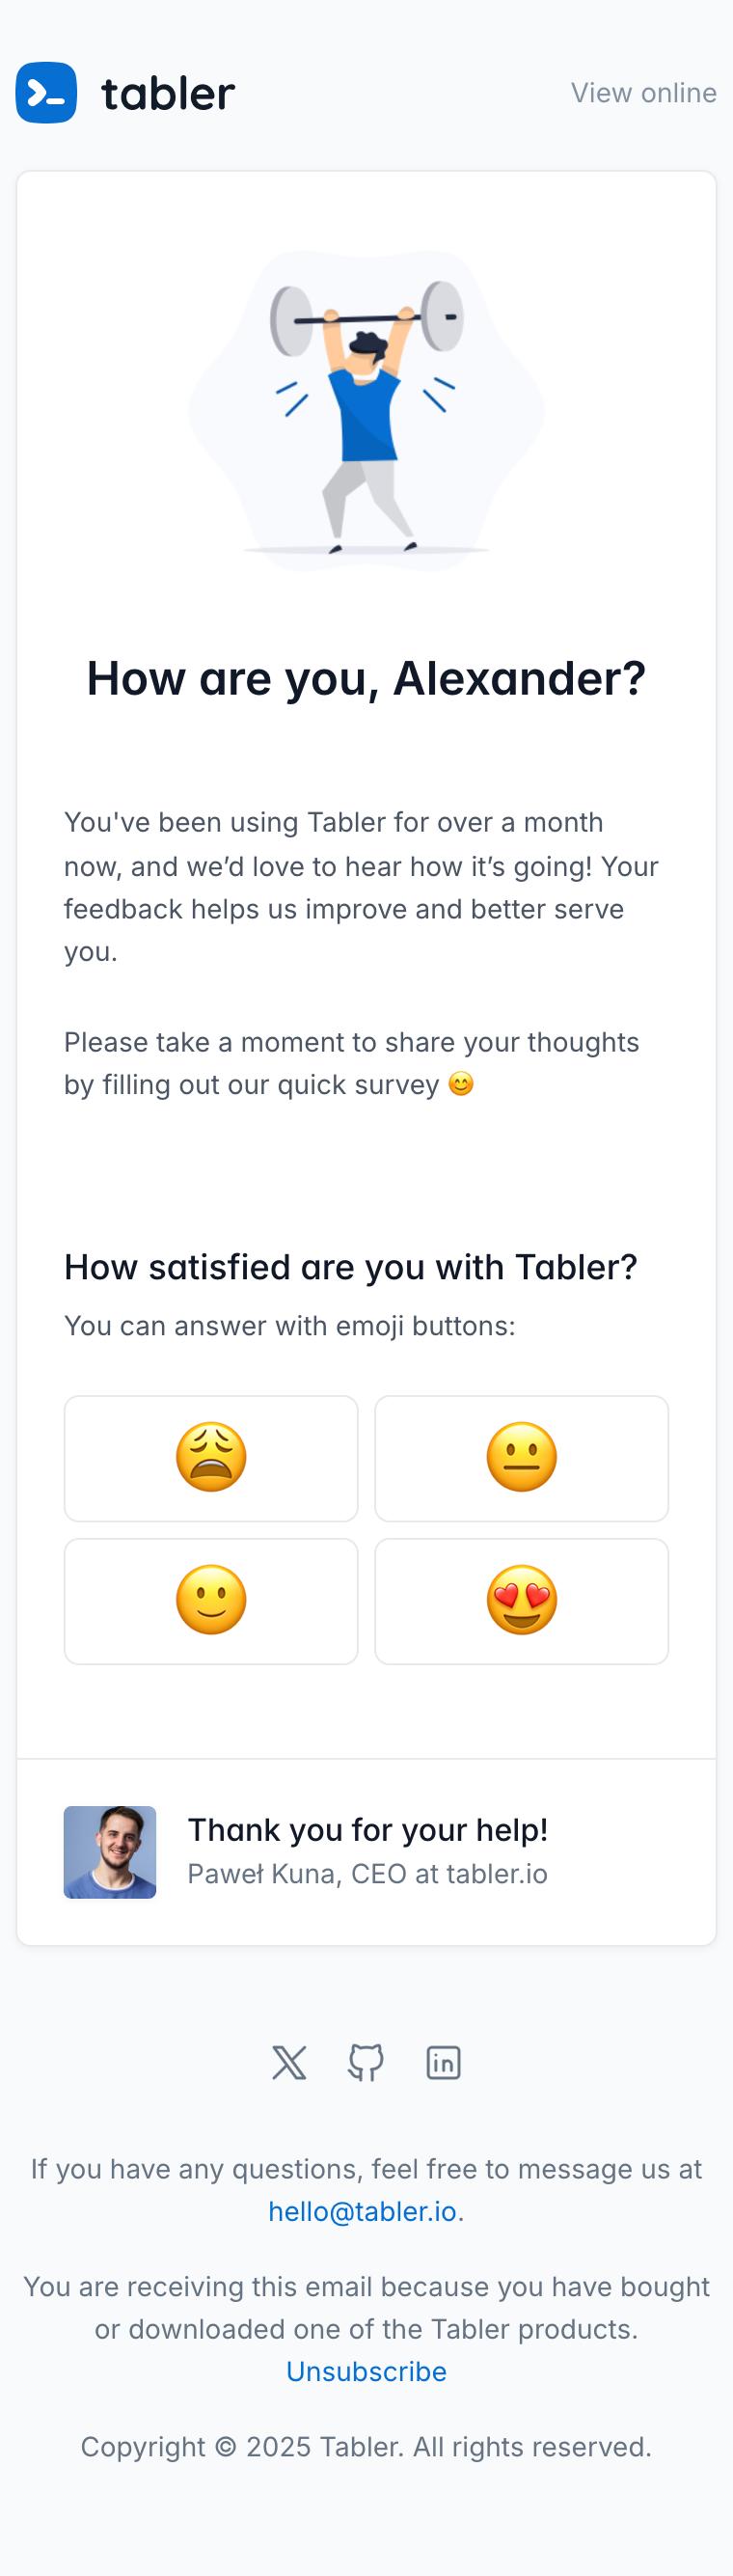 tabler
View online
How are you, Alexander?
You've been using Tabler for over a month
now, and we’d love to hear how it’s going! Your
feedback helps us improve and better serve
you.
Please take a moment to share your thoughts
by filling out our quick survey 😊
How satisfied are you with Tabler?
You can answer with emoji buttons:
😩 😐
🙂 😍
Thank you for your help!
Paweł Kuna, CEO at tabler.io
If you have any questions, feel free to message us at
hello@tabler.io.
You are receiving this email because you have bought
or downloaded one of the Tabler products.
Unsubscribe
Copyright © 2025 Tabler. All rights reserved.